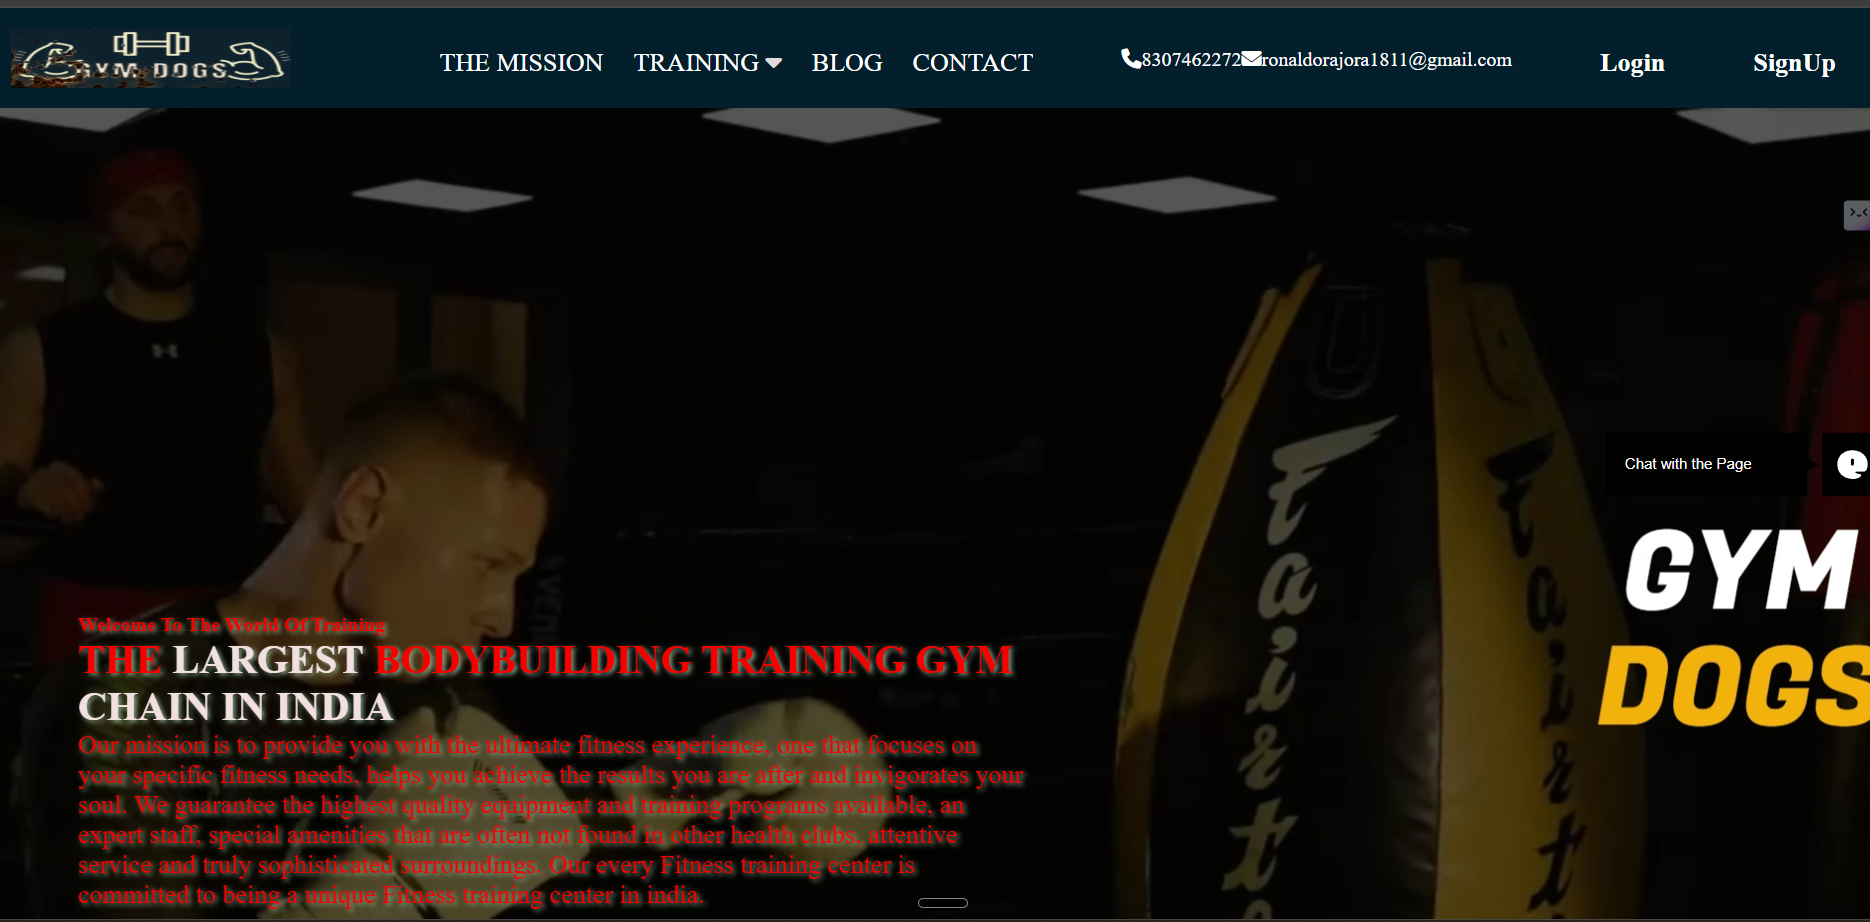 GYM DOGS
THE MISSION TRAINING BLOG CONTACT
8307462272 ronaldorajora1811@gmail.com
Login SignUp
Chat with the Page
GYM
DOGS
Fairtex
Welcome To The World Of Training
THE LARGEST BODYBUILDING TRAINING GYM
CHAIN IN INDIA
Our mission is to provide you with the ultimate fitness experience, one that focuses on
your specific fitness needs, helps you achieve the results you are after and invigorates your
soul. We guarantee the highest quality equipment and training programs available, an
expert staff, special amenities that are often not found in other health clubs, attentive
service and truly sophisticated surroundings. Our every Fitness training center is
committed to being a unique Fitness training center in india.